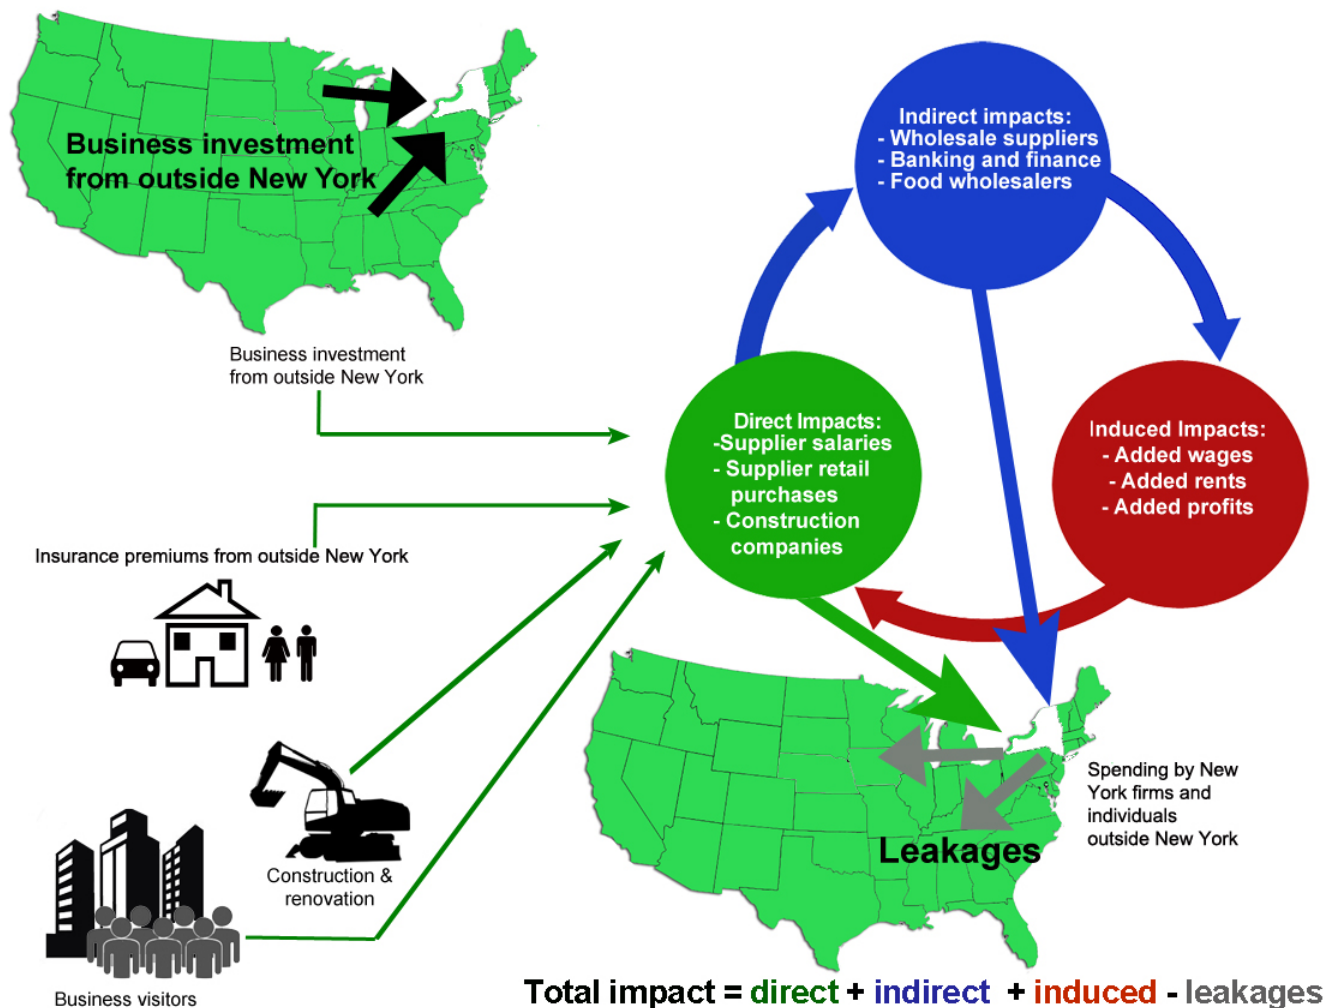 Business investment
from outside New York
Business investment
from outside New York
Insurance premiums from outside New York
Construction &
renovation
Business visitors
Indirect impacts:
- Wholesale suppliers
- Banking and finance
- Food wholesalers
Direct Impacts:
-Supplier salaries
- Supplier retail
purchases
- Construction
companies
Induced Impacts:
- Added wages
- Added rents
- Added profits
Spending by New
York firms and
individuals
outside New York
Leakages
Total impact = direct + indirect + induced - leakages